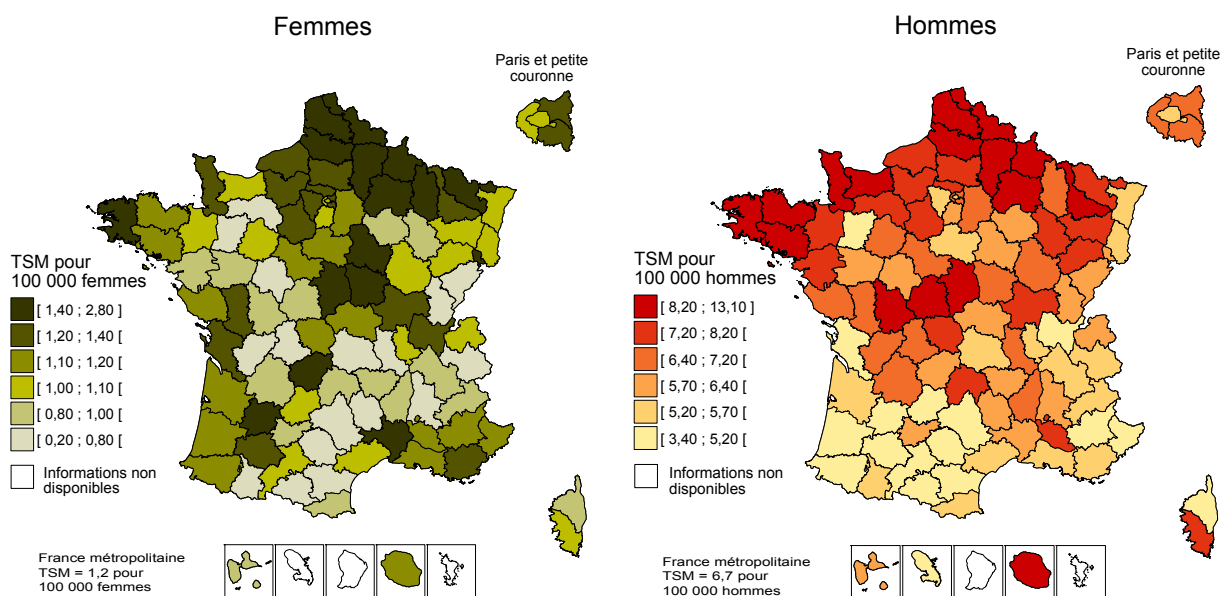 Femmes
Paris et petite
couronne
TSM pour
100 000 femmes
[ 1,40 ; 2,80 ]
[ 1,20 ; 1,40 [
[ 1,10 ; 1,20 [
[ 1,00 ; 1,10 [
[ 0,80 ; 1,00 [
[ 0,20 ; 0,80 [
Informations non
disponibles
France métropolitaine
TSM = 1,2 pour
100 000 femmes
Hommes
Paris et petite
couronne
TSM pour
100 000 hommes
[ 8,20 ; 13,10 ]
[ 7,20 ; 8,20 [
[ 6,40 ; 7,20 [
[ 5,70 ; 6,40 [
[ 5,20 ; 5,70 [
[ 3,40 ; 5,20 [
Informations non
disponibles
France métropolitaine
TSM = 6,7 pour
100 000 hommes